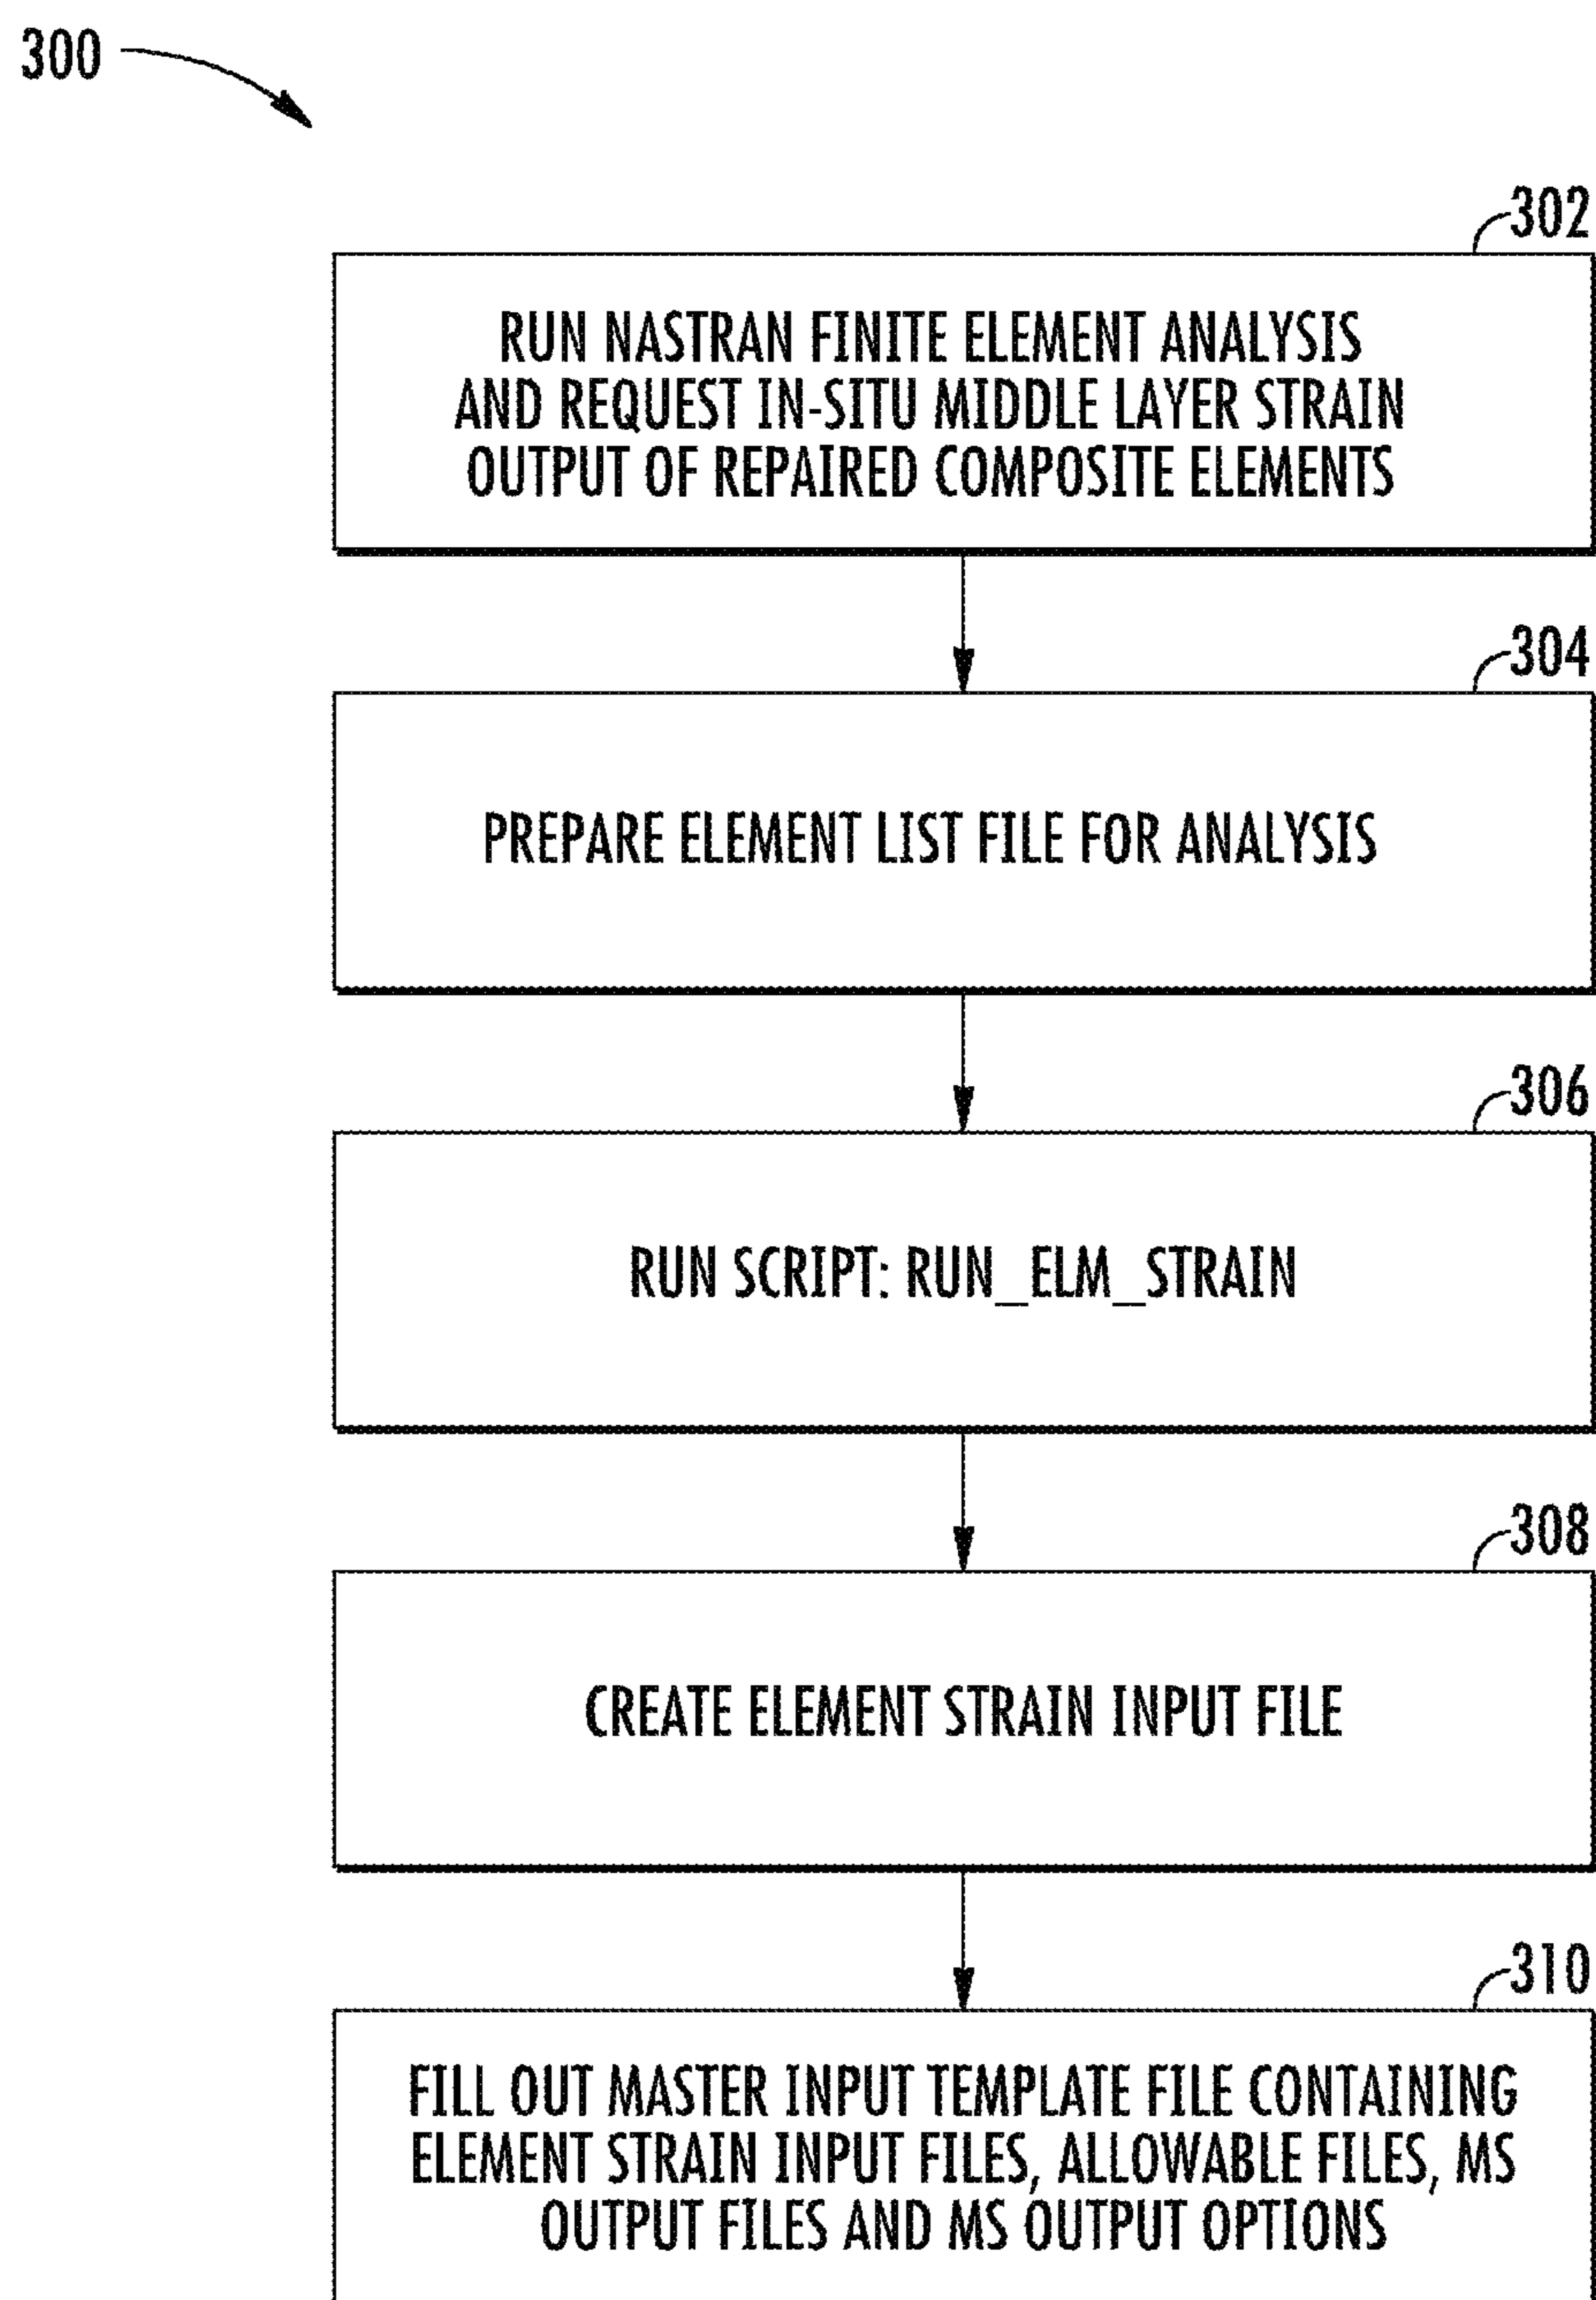 300
302
RUN NASTRAN FINITE ELEMENT ANALYSIS
AND REQUEST IN-SITU MIDDLE LAYER STRAIN
OUTPUT OF REPAIRED COMPOSITE ELEMENTS
304
PREPARE ELEMENT LIST FILE FOR ANALYSIS
306
RUN SCRIPT: RUN_ELM_STRAIN
308
CREATE ELEMENT STRAIN INPUT FILE
310
FILL OUT MASTER INPUT TEMPLATE FILE CONTAINING
ELEMENT STRAIN INPUT FILES, ALLOWABLE FILES, MS
OUTPUT FILES AND MS OUTPUT OPTIONS